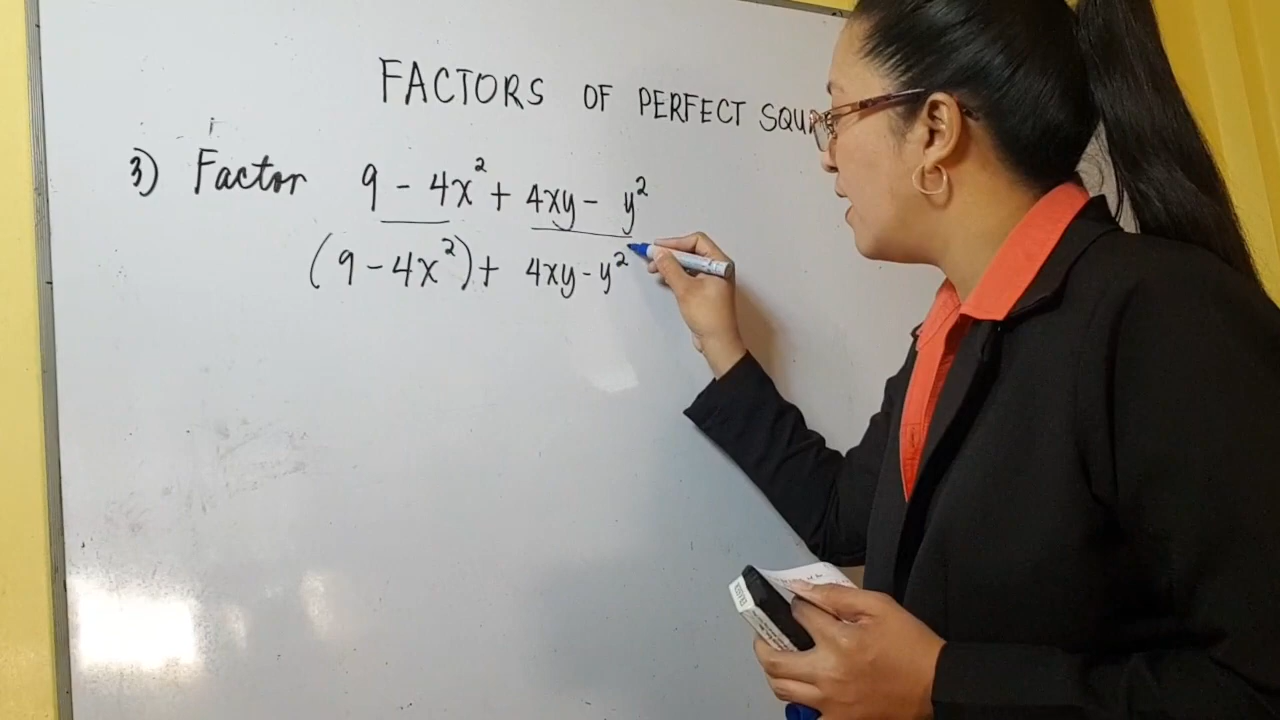 FACTORS OF PERFECT SQU
3) Factor 9 - 4x² + 4xy - y²
(9 - 4x²) + 4xy - y²